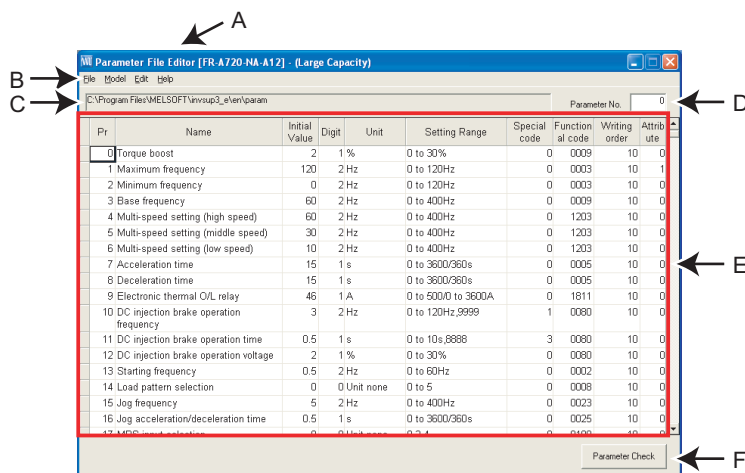 A
Parameter File Editor [FR-A720-NA-A12] - (Large Capacity)
B
File Model Edit Help
C
C:\Program Files\MELSOFT\invsup3_e\en\param
Parameter No. 0
D
Pr Name Initial Value Digit Unit Setting Range Special code Functional code Writing order Attribute
0 Torque boost 2 1 % 0 to 30% 0 0009 10 0
1 Maximum frequency 120 2 Hz 0 to 120Hz 0 0003 10 1
2 Minimum frequency 0 2 Hz 0 to 120Hz 0 0003 10 0
3 Base frequency 60 2 Hz 0 to 400Hz 0 0009 10 0
4 Multi-speed setting (high speed) 60 2 Hz 0 to 400Hz 0 1203 10 0
5 Multi-speed setting (middle speed) 30 2 Hz 0 to 400Hz 0 1203 10 0
6 Multi-speed setting (low speed) 10 2 Hz 0 to 400Hz 0 1203 10 0
7 Acceleration time 15 1 s 0 to 3600/360s 0 0005 10 0
E
8 Deceleration time 15 1 s 0 to 3600/360s 0 0005 10 0
9 Electronic thermal O/L relay 46 1 A 0 to 500/0 to 3600A 0 1811 10 0
10 DC injection brake operation frequency 3 2 Hz 0 to 120Hz,9999 1 0080 10 0
11 DC injection brake operation time 0.5 1 s 0 to 10s,8888 3 0080 10 0
12 DC injection brake operation voltage 2 1 % 0 to 30% 0 0080 10 0
13 Starting frequency 0.5 2 Hz 0 to 60Hz 0 0002 10 0
14 Load pattern selection 0 0 Unit none 0 to 5 0 0008 10 0
15 Jog frequency 5 2 Hz 0 to 400Hz 0 0023 10 0
16 Jog acceleration/deceleration time 0.5 1 s 0 to 3600/360s 0 0025 10 0
Parameter Check
F